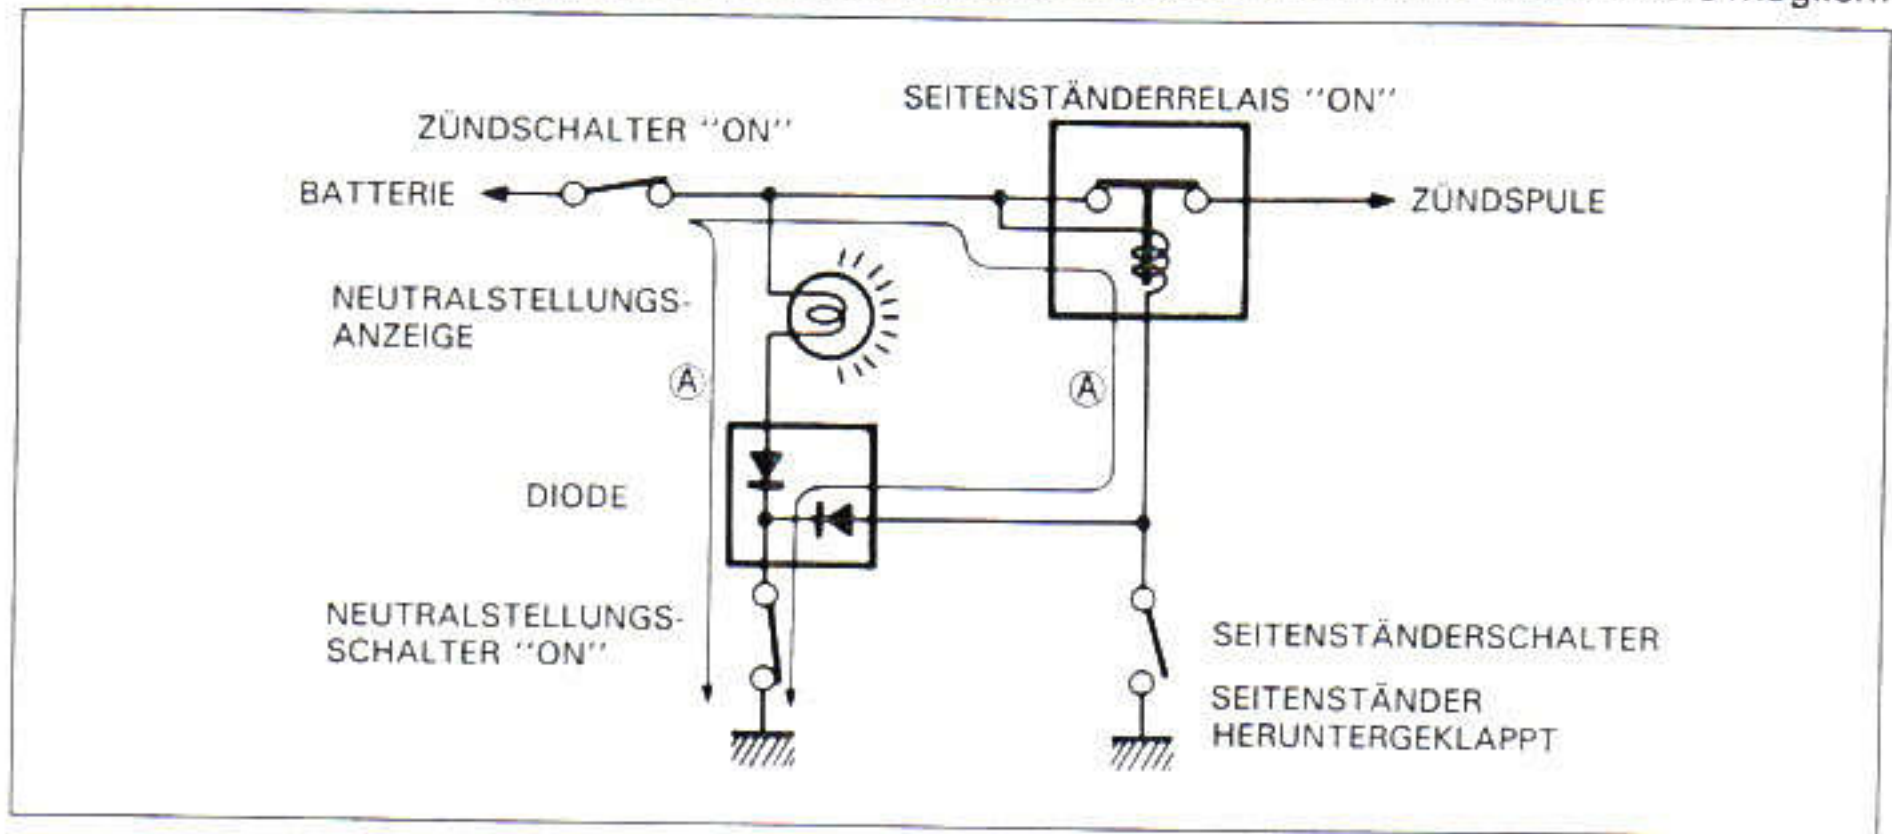 SEITENSTÄNDERRELAIS "ON"
ZÜNDSCHALTER "ON"
BATTERIE
ZÜNDSPULE
NEUTRALSTELLUNGS-
ANZEIGE
A
A
DIODE
NEUTRALSTELLUNGS-
SCHALTER "ON"
SEITENSTÄNDERSCHALTER
SEITENSTÄNDER
HERUNTERGEKLAPPT